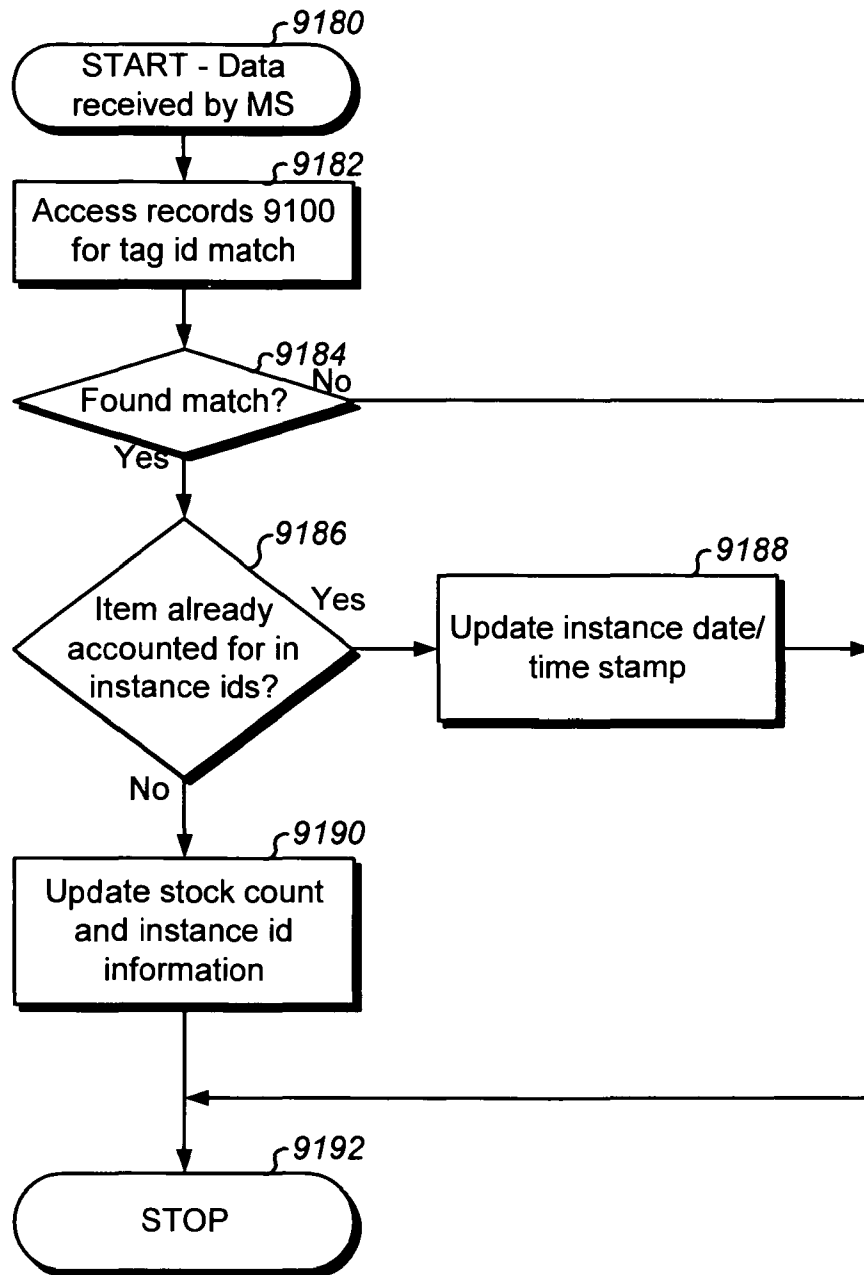 9180
START - Data
received by MS
9182
Access records 9100
for tag id match
9184
Found match?
No
Yes
9186
Item already
accounted for in
instance ids?
Yes
9188
Update instance date/
time stamp
No
9190
Update stock count
and instance id
information
9192
STOP